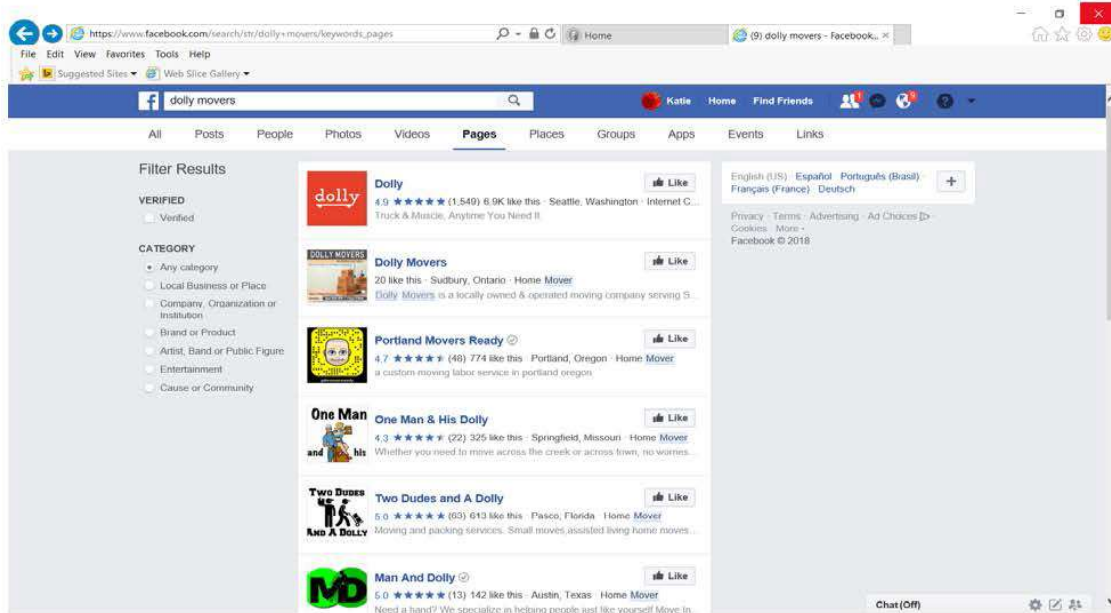 https://www.facebook.com/search/str/dolly+movers/keywords_pages
Home
(9) dolly movers - Facebook...
File Edit View Favorites Tools Help
Suggested Sites Web Slice Gallery
dolly movers
Katie Home Find Friends 1 9
All Posts People Photos Videos Pages Places Groups Apps Events Links
Filter Results
VERIFIED
Verified
CATEGORY
Any category
Local Business or Place
Company, Organization or
Institution
Brand or Product
Artist, Band or Public Figure
Entertainment
Cause or Community
dolly
Dolly
Like
4.9 ★★★★★ (1,549) 6.9K like this · Seattle, Washington · Internet C...
Truck & Muscle, Anytime You Need It.
DOLLY MOVERS
Dolly Movers
Like
20 like this · Sudbury, Ontario · Home Mover
Dolly Movers is a locally owned & operated moving company serving S...
Portland Movers Ready
Like
4.7 ★★★★★ (48) 774 like this · Portland, Oregon · Home Mover
a custom moving labor service in portland oregon
One Man
and his
One Man & His Dolly
Like
4.3 ★★★★★ (22) 325 like this · Springfield, Missouri · Home Mover
Whether you need to move across the creek or across town, no worries...
Two Dudes
And A Dolly
Two Dudes and A Dolly
Like
5.0 ★★★★★ (63) 613 like this · Pasco, Florida · Home Mover
Moving and packing services. Small moves assisted living home moves...
MD
Man And Dolly
Like
5.0 ★★★★★ (13) 142 like this · Austin, Texas · Home Mover
Need a hand? We specialize in helping people just like yourself Move In
English (US) · Español · Português (Brasil) ·
Français (France) · Deutsch
Privacy · Terms · Advertising · Ad Choices ·
Cookies · More
Facebook © 2018
Chat (Off)